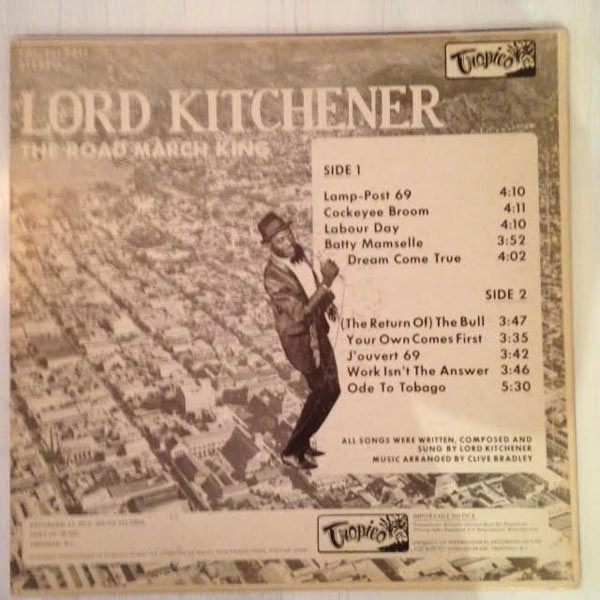 Tropico
LORD KITCHENER
THE ROAD MARCH KING
SIDE 1
Lamp-Post 69 4:10
Cockeyee Broom 4:11
Labour Day 4:10
Batty Mamselle 3:52
Dream Come True 4:02
SIDE 2
(The Return Of) The Bull 3:47
Your Own Comes First 3:35
J'ouvert 69 3:42
Work Isn't The Answer 3:46
Ode To Tobago 5:30
ALL SONGS WERE WRITTEN, COMPOSED AND
SUNG BY LORD KITCHENER
MUSIC ARRANGED BY CLIVE BRADLEY
Tropico
IMPORTANT NOTICE